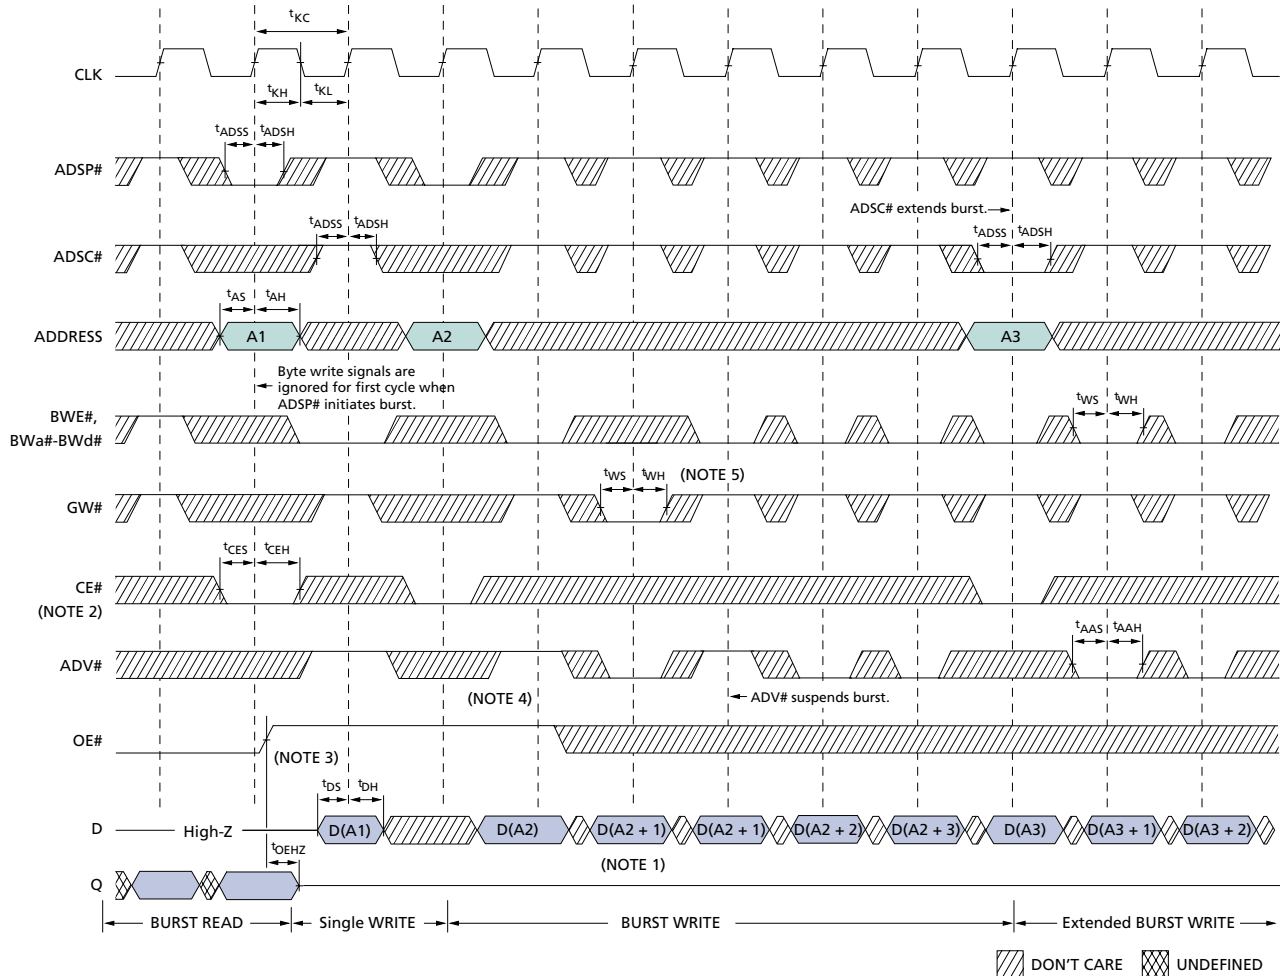 tKC
CLK
tKH
tKL
tADSS
tADSH
ADSP#
ADSC# extends burst.
tADSS
tADSH
tADSS
tADSH
ADSC#
tAS
tAH
ADDRESS
A1
A2
A3
Byte write signals are
ignored for first cycle when
ADSP# initiates burst.
BWE#,
BWa#-BWd#
tWS
tWH
tWS
tWH
(NOTE 5)
GW#
tCES
tCEH
CE#
(NOTE 2)
tAAS
tAAH
ADV#
(NOTE 4)
ADV# suspends burst.
OE#
(NOTE 3)
tDS
tDH
D
High-Z
D(A1)
D(A2)
D(A2 + 1)
D(A2 + 1)
D(A2 + 2)
D(A2 + 3)
D(A3)
D(A3 + 1)
D(A3 + 2)
tOEHZ
(NOTE 1)
Q
BURST READ
Single WRITE
BURST WRITE
Extended BURST WRITE
DON'T CARE
UNDEFINED